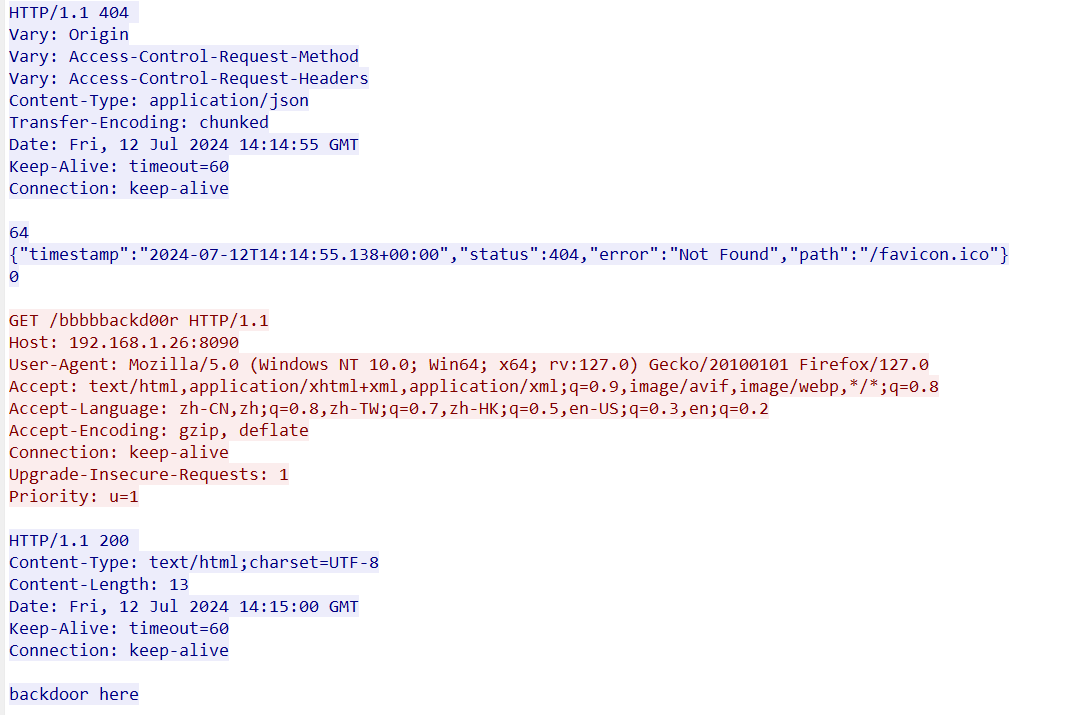 HTTP/1.1 404
Vary: Origin
Vary: Access-Control-Request-Method
Vary: Access-Control-Request-Headers
Content-Type: application/json
Transfer-Encoding: chunked
Date: Fri, 12 Jul 2024 14:14:55 GMT
Keep-Alive: timeout=60
Connection: keep-alive
64
{"timestamp":"2024-07-12T14:14:55.138+00:00","status":404,"error":"Not Found","path":"/favicon.ico"}
0
GET /bbbbbackd00r HTTP/1.1
Host: 192.168.1.26:8090
User-Agent: Mozilla/5.0 (Windows NT 10.0; Win64; x64; rv:127.0) Gecko/20100101 Firefox/127.0
Accept: text/html,application/xhtml+xml,application/xml;q=0.9,image/avif,image/webp,*/*;q=0.8
Accept-Language: zh-CN,zh;q=0.8,zh-TW;q=0.7,zh-HK;q=0.5,en-US;q=0.3,en;q=0.2
Accept-Encoding: gzip, deflate
Connection: keep-alive
Upgrade-Insecure-Requests: 1
Priority: u=1
HTTP/1.1 200
Content-Type: text/html;charset=UTF-8
Content-Length: 13
Date: Fri, 12 Jul 2024 14:15:00 GMT
Keep-Alive: timeout=60
Connection: keep-alive
backdoor here